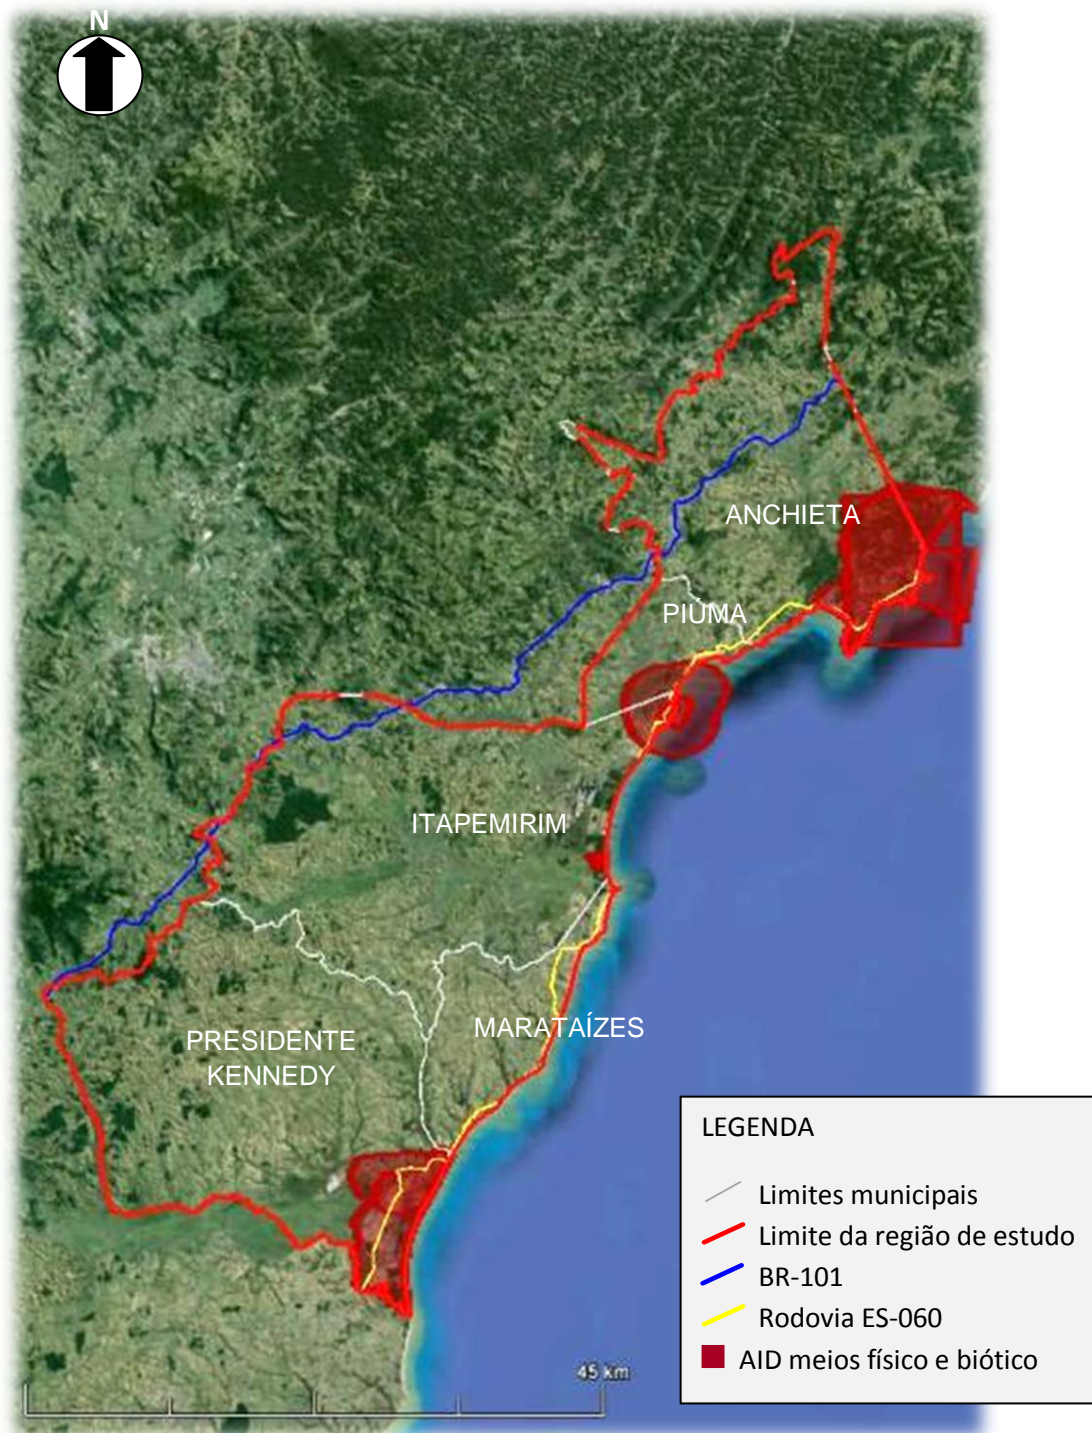 N
ANCHIETA
PIÚMA
ITAPEMIRIM
MARATAÍZES
PRESIDENTE
KENNEDY
LEGENDA
Limites municipais
Limite da região de estudo
BR-101
Rodovia ES-060
AID meios físico e biótico
45 km